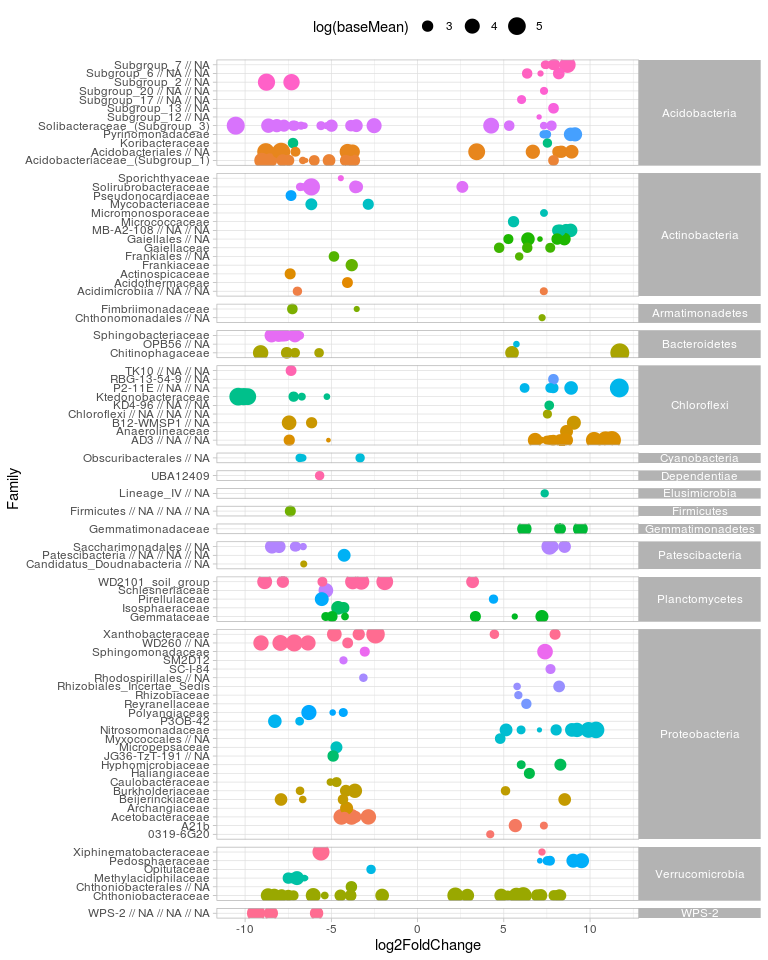 log(baseMean) 3 4 5
Subgroup_7 // NA
Subgroup_6 // NA // NA
Subgroup_2 // NA
Subgroup_20 // NA // NA
Subgroup_17 // NA // NA
Subgroup_13 // NA
Subgroup_12 // NA
Solibacteraceae_(Subgroup_3)
Pyrinomonadaceae
Koribacteraceae
Acidobacteriales // NA
Acidobacteriaceae_(Subgroup_1)
Acidobacteria
Sporichthyaceae
Solirubrobacteraceae
Pseudonocardiaceae
Mycobacteriaceae
Micromonosporaceae
Micrococcaceae
MB-A2-108 // NA // NA
Gaiellales // NA
Gaiellaceae
Frankiales // NA
Frankiaceae
Actinospicaceae
Acidothermaceae
Acidimicrobiia // NA // NA
Actinobacteria
Fimbriimonadaceae
Chthonomonadales // NA
Armatimonadetes
Sphingobacteriaceae
OPB56 // NA
Chitinophagaceae
Bacteroidetes
TK10 // NA // NA
RBG-13-54-9 // NA
P2-11E // NA // NA
Ktedonobacteraceae
KD4-96 // NA // NA
Chloroflexi // NA // NA // NA
B12-WMSP1 // NA
Anaerolineaceae
AD3 // NA // NA
Chloroflexi
Obscuribacterales // NA
Cyanobacteria
UBA12409
Dependentiae
Lineage_IV // NA
Elusimicrobia
Firmicutes // NA // NA // NA
Firmicutes
Gemmatimonadaceae
Gemmatimonadetes
Saccharimonadales // NA
Patescibacteria // NA // NA // NA
Candidatus_Doudnabacteria // NA
Patescibacteria
WD2101_soil_group
Schlesneriaceae
Pirellulaceae
Isosphaeraceae
Gemmataceae
Planctomycetes
Xanthobacteraceae
WD260 // NA
Sphingomonadaceae
SM2D12
SC-I-84
Rhodospirillales // NA
Rhizobiales_Incertae_Sedis
Rhizobiaceae
Reyranellaceae
Polyangiaceae
P3OB-42
Nitrosomonadaceae
Myxococcales // NA
Micropepsaceae
JG36-TzT-191 // NA
Hyphomicrobiaceae
Haliangiaceae
Caulobacteraceae
Burkholderiaceae
Beijerinckiaceae
Archangiaceae
Acetobacteraceae
A21b
0319-6G20
Proteobacteria
Xiphinematobacteraceae
Pedosphaeraceae
Opitutaceae
Methylacidiphilaceae
Chthoniobacterales // NA
Chthoniobacteraceae
Verrucomicrobia
WPS-2 // NA // NA // NA
WPS-2
Family
-10 -5 0 5 10
log2FoldChange